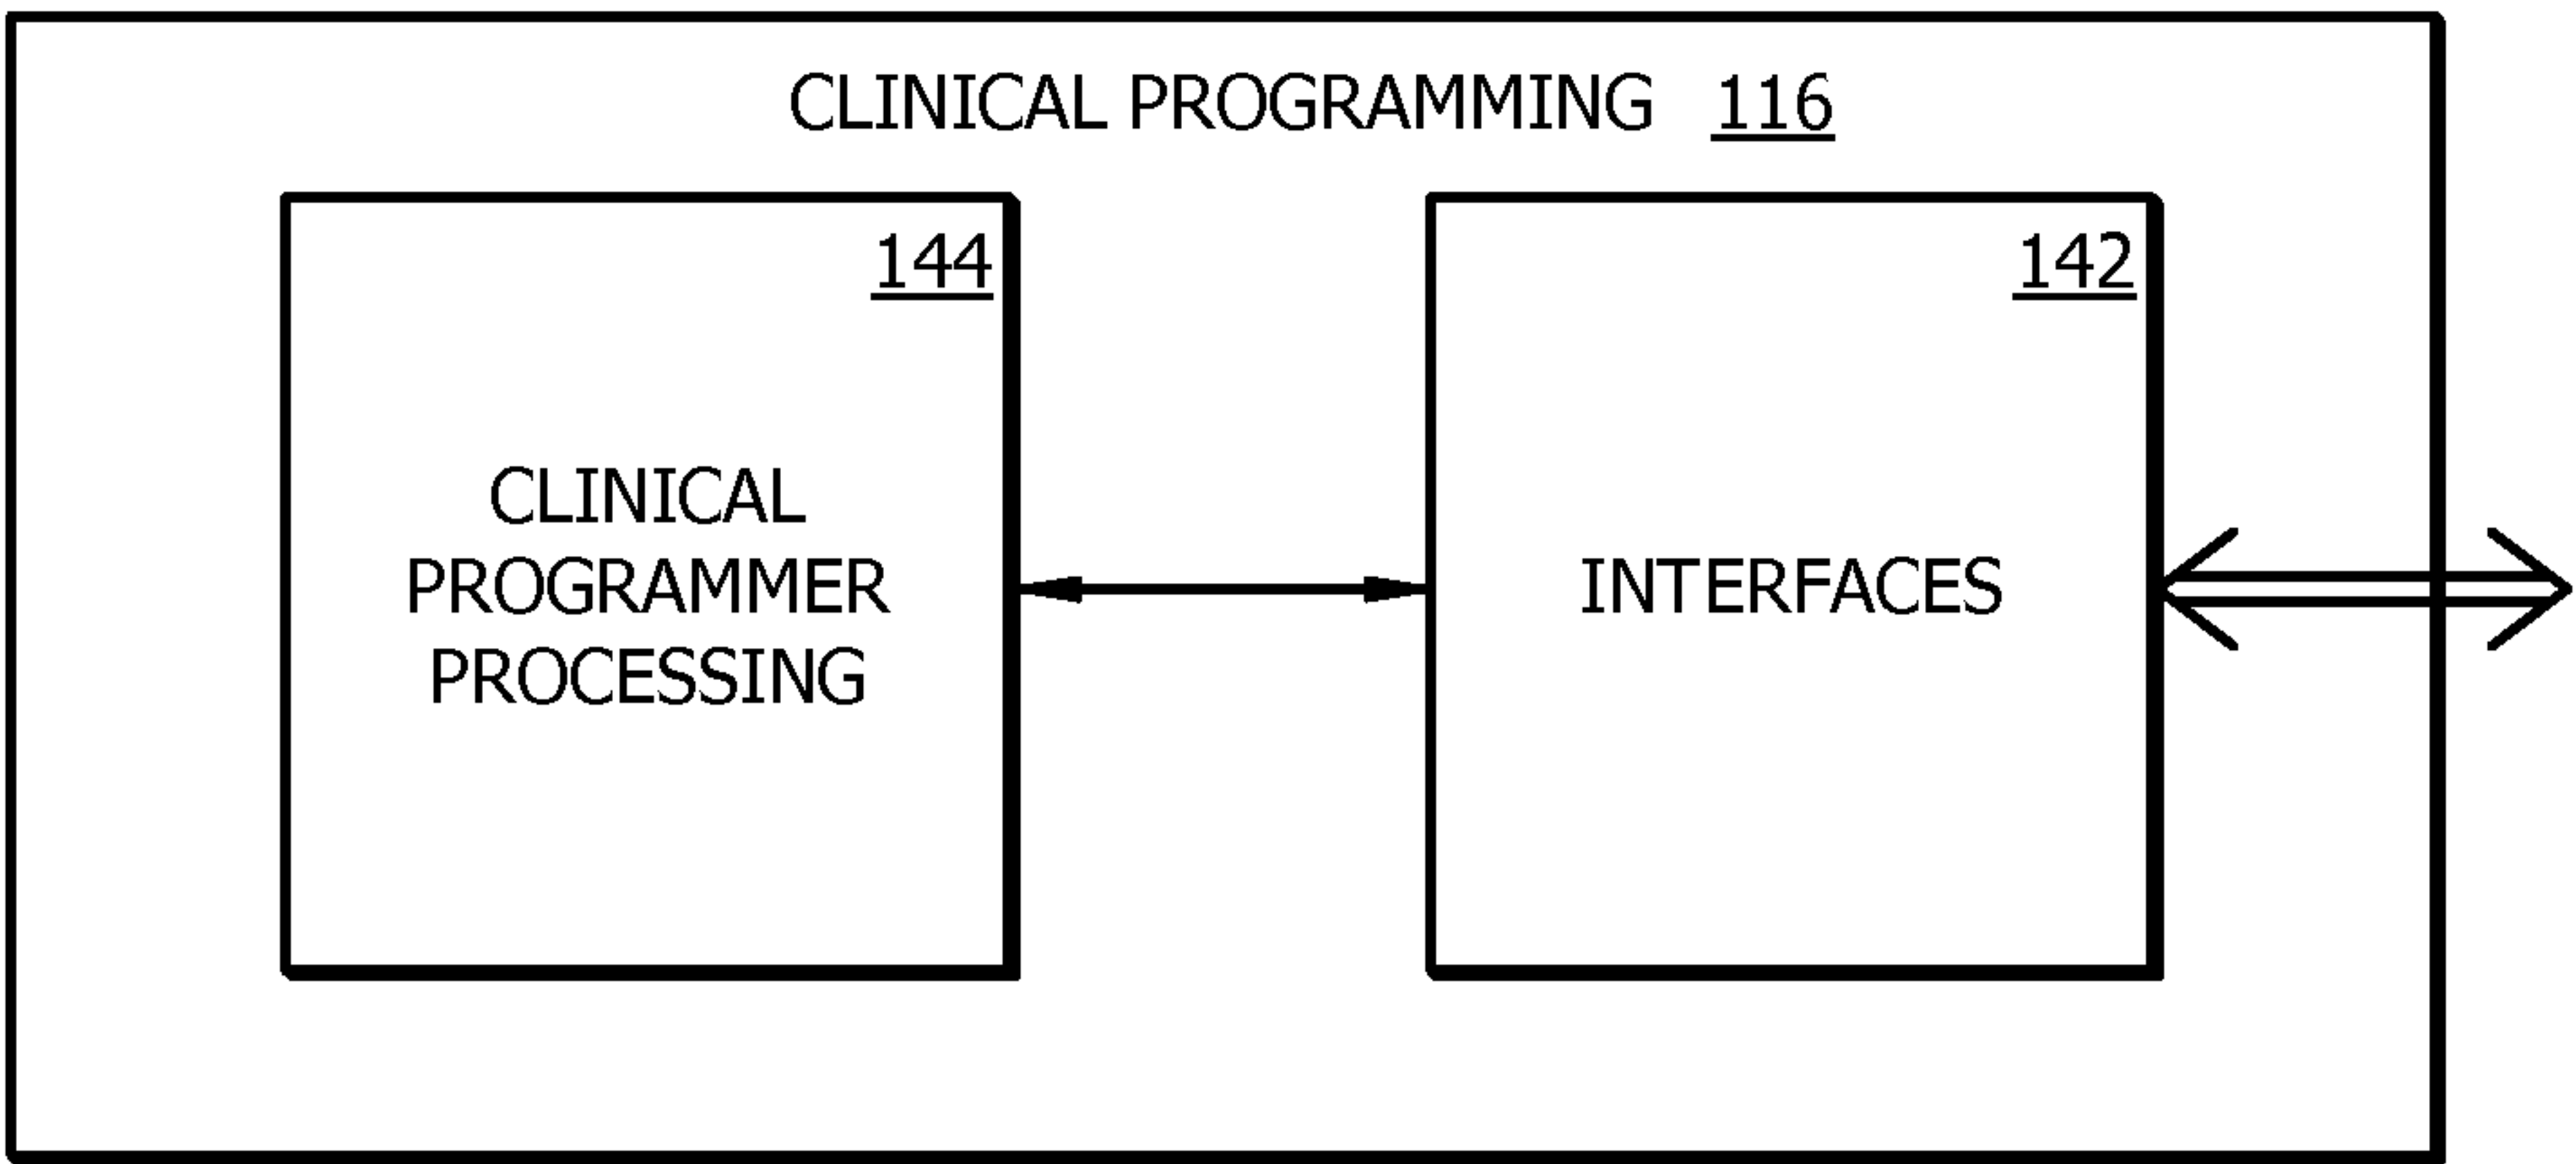 CLINICAL PROGRAMMING 116
144
CLINICAL
PROGRAMMER
PROCESSING
142
INTERFACES